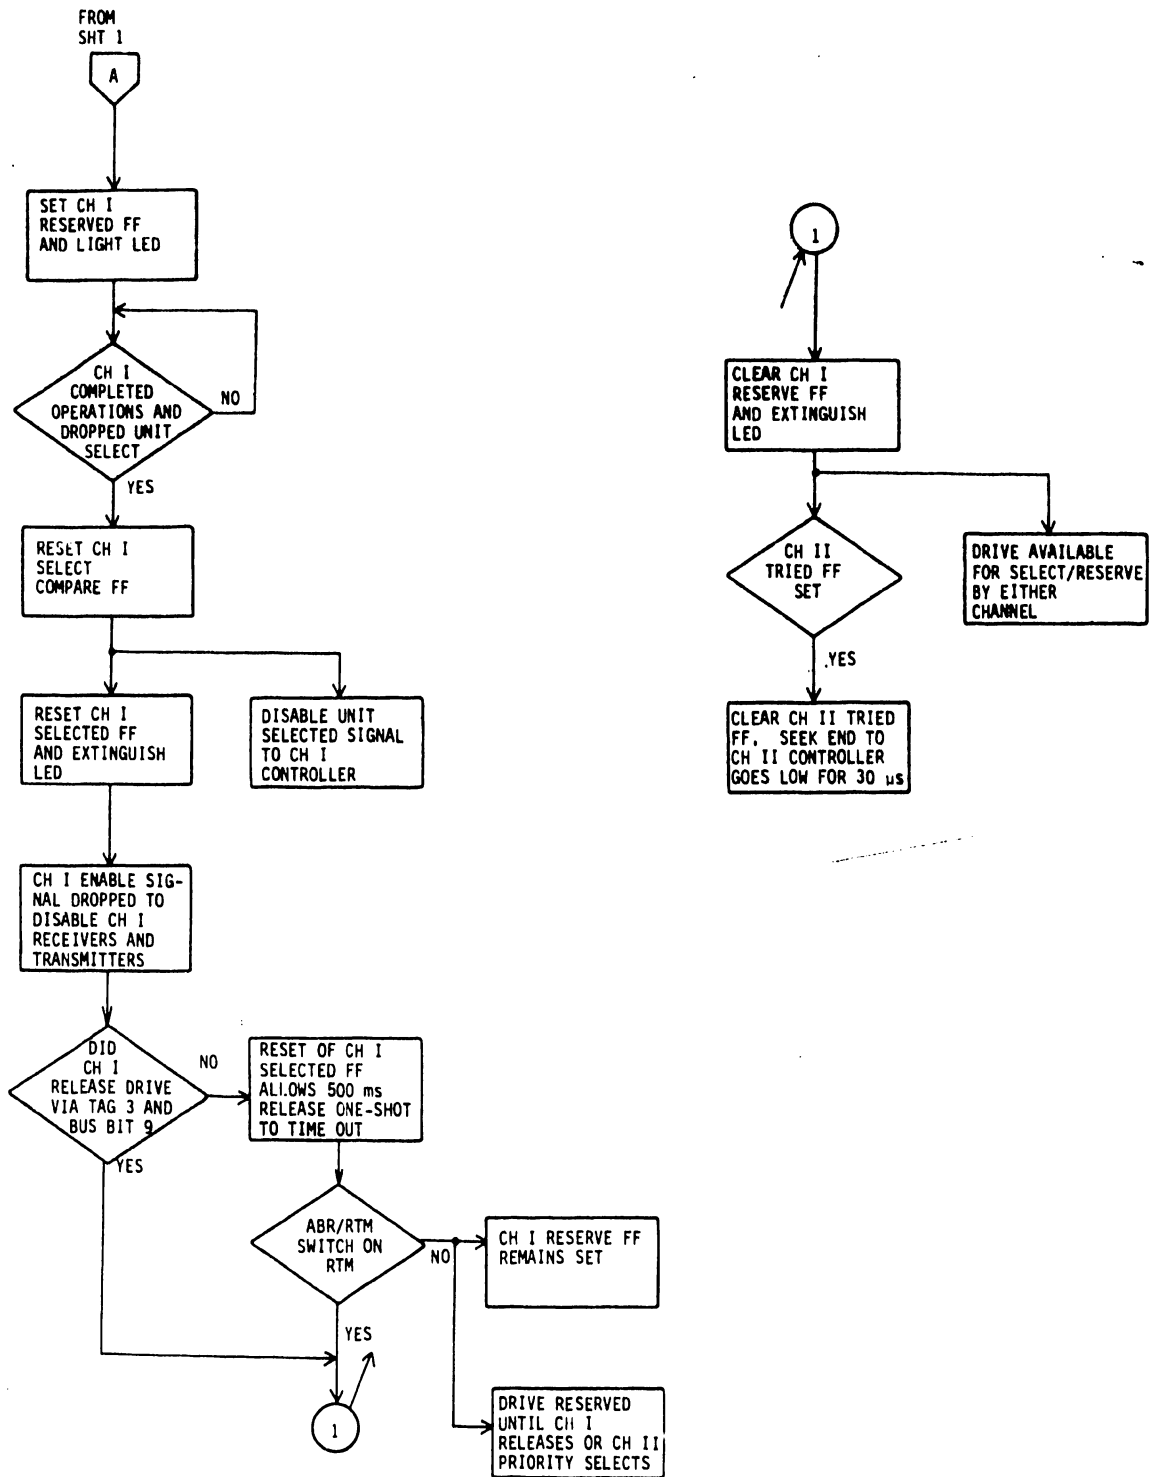 FROM
SHT 1
A
SET CH I
RESERVED FF
AND LIGHT LED
CH I
COMPLETED
OPERATIONS AND
DROPPED UNIT
SELECT
NO
YES
RESET CH I
SELECT
COMPARE FF
RESET CH I
SELECTED FF
AND EXTINGUISH
LED
DISABLE UNIT
SELECTED SIGNAL
TO CH I
CONTROLLER
CH I ENABLE SIG-
NAL DROPPED TO
DISABLE CH I
RECEIVERS AND
TRANSMITTERS
DID
CH I
RELEASE DRIVE
VIA TAG 3 AND
BUS BIT 9
NO
YES
RESET OF CH I
SELECTED FF
ALLOWS 500 ms
RELEASE ONE-SHOT
TO TIME OUT
ABR/RTM
SWITCH ON
RTM
NO
YES
CH I RESERVE FF
REMAINS SET
DRIVE RESERVED
UNTIL CH I
RELEASES OR CH II
PRIORITY SELECTS
1
1
CLEAR CH I
RESERVE FF
AND EXTINGUISH
LED
CH II
TRIED FF
SET
YES
DRIVE AVAILABLE
FOR SELECT/RESERVE
BY EITHER
CHANNEL
CLEAR CH II TRIED
FF. SEEK END TO
CH II CONTROLLER
GOES LOW FOR 30 µs